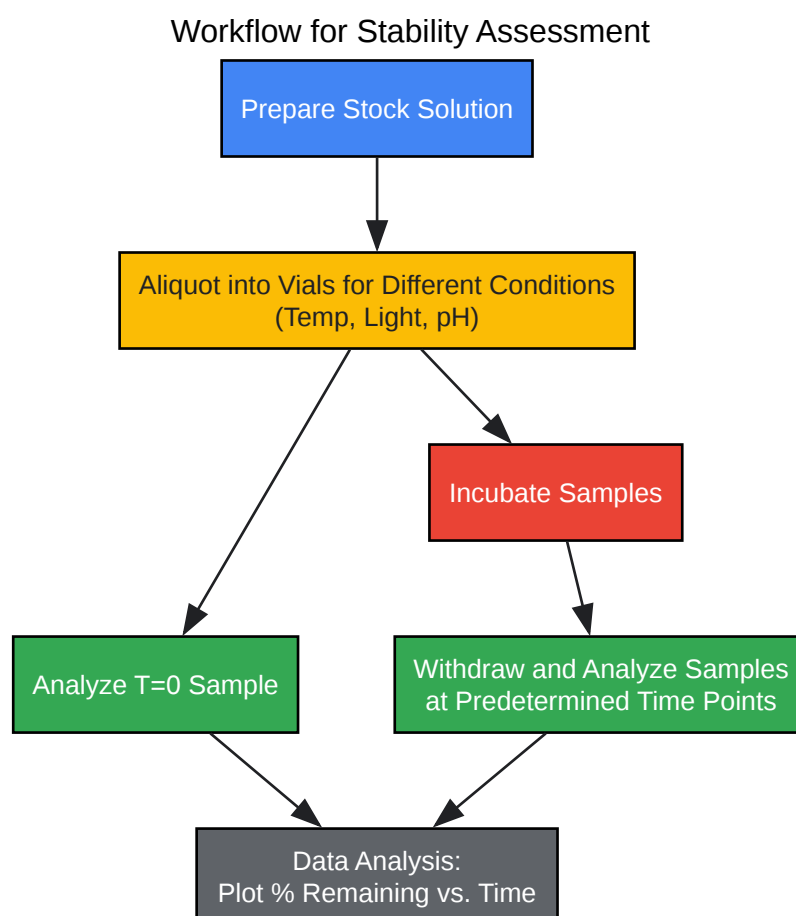 Workflow for Stability Assessment
Prepare Stock Solution
Aliquot into Vials for Different Conditions
(Temp, Light, pH)
Incubate Samples
Analyze T=0 Sample
Withdraw and Analyze Samples
at Predetermined Time Points
Data Analysis:
Plot % Remaining vs. Time